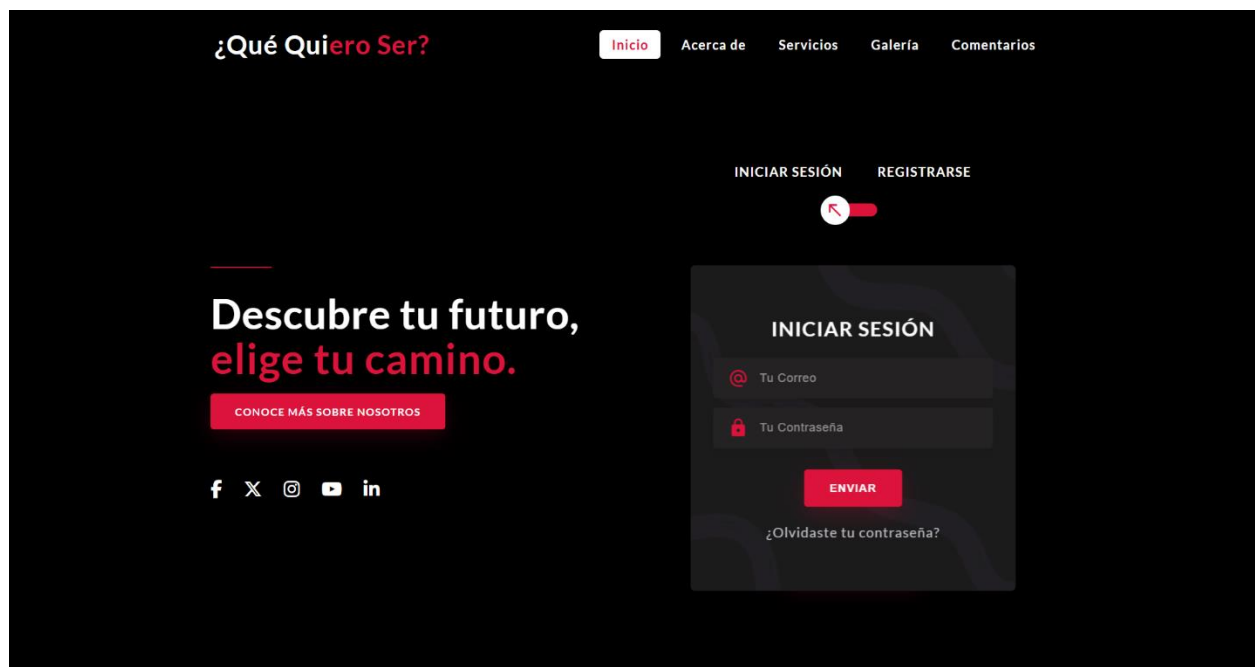 ¿Qué Quiero Ser?
Inicio Acerca de Servicios Galería Comentarios
INICIAR SESIÓN REGISTRARSE
Descubre tu futuro,
elige tu camino.
CONOCE MÁS SOBRE NOSOTROS
INICIAR SESIÓN
Tu Correo
Tu Contraseña
ENVIAR
¿Olvidaste tu contraseña?